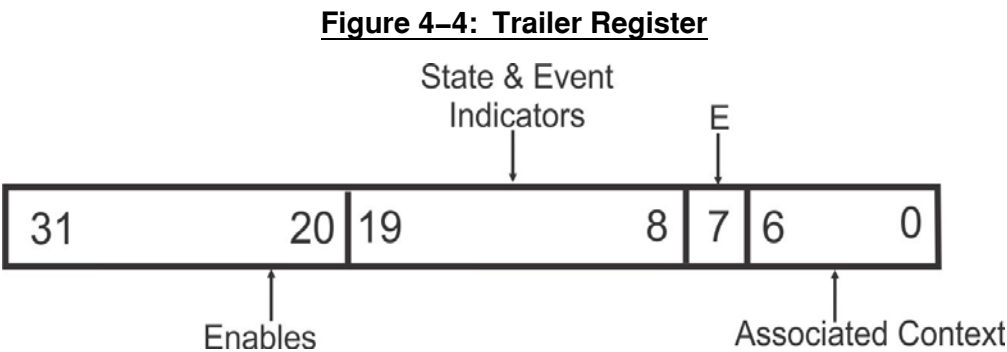 Figure 4–4: Trailer Register
State & Event
Indicators
E
31 20 19 8 7 6 0
Enables
Associated Context